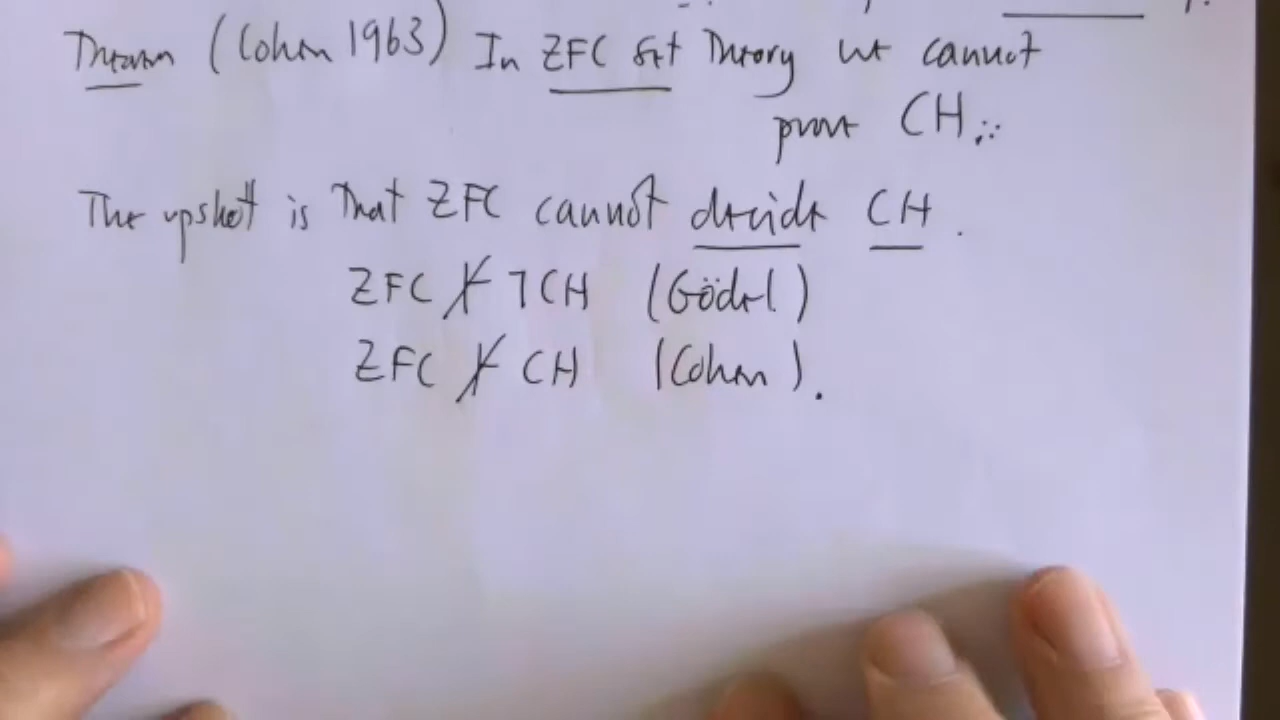 Theorem (Cohen 1963) In ZFC Set Theory we cannot
prove CH.
The upshot is that ZFC cannot decide CH.
ZFC ⊬ ¬CH (Gödel)
ZFC ⊬ CH (Cohen).